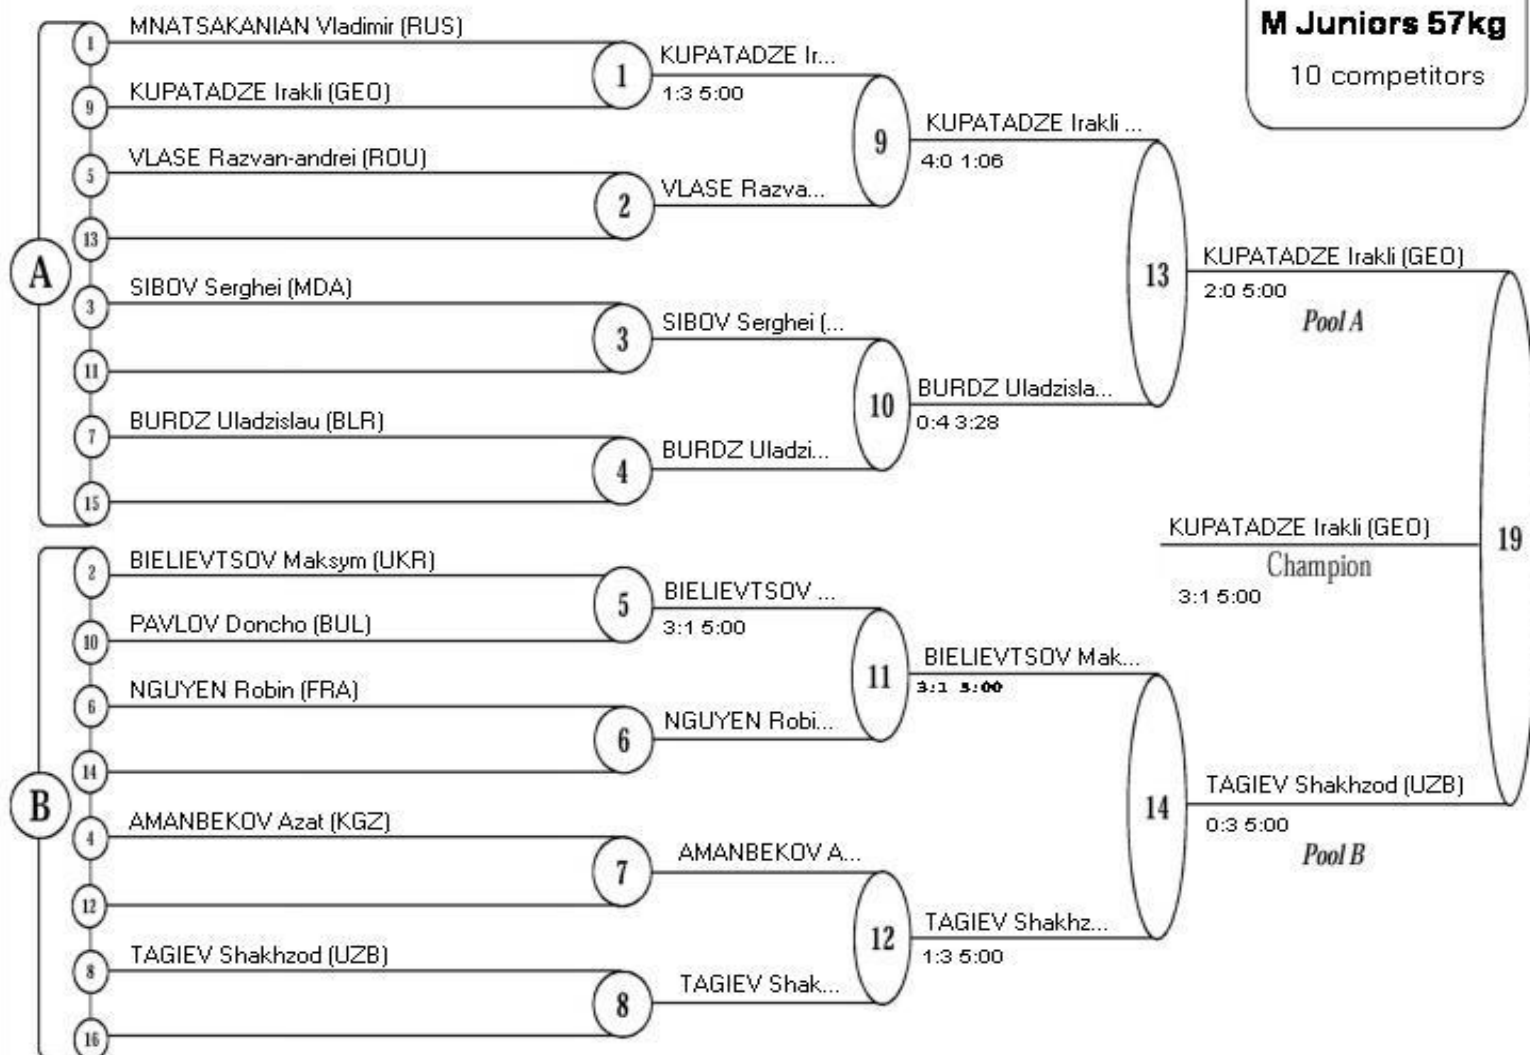 M Juniors 57kg
10 competitors
A
1 MNATSAKANIAN Vladimir (RUS)
9 KUPATADZE Irakli (GEO)
5 VLASE Razvan-andrei (ROU)
13
3 SIBOV Serghei (MDA)
11
7 BURDZ Uladzislau (BLR)
15
1 KUPATADZE Ir...
1:3 5:00
2 VLASE Razva...
3 SIBOV Serghei (...
4 BURDZ Uladzi...
9 KUPATADZE Irakli ...
4:0 1:06
10 BURDZ Uladzisla...
0:4 3:28
13 KUPATADZE Irakli (GEO)
2:0 5:00
Pool A
B
2 BIELIEVTSOV Maksym (UKR)
10 PAVLOV Doncho (BUL)
6 NGUYEN Robin (FRA)
14
4 AMANBEKOV Azat (KGZ)
12
8 TAGIEV Shakhzod (UZB)
16
5 BIELIEVTSOV ...
3:1 5:00
6 NGUYEN Robi...
7 AMANBEKOV A...
8 TAGIEV Shak...
11 BIELIEVTSOV Mak...
3:1 5:00
12 TAGIEV Shakhz...
1:3 5:00
14 TAGIEV Shakhzod (UZB)
0:3 5:00
Pool B
KUPATADZE Irakli (GEO) 19
Champion
3:1 5:00